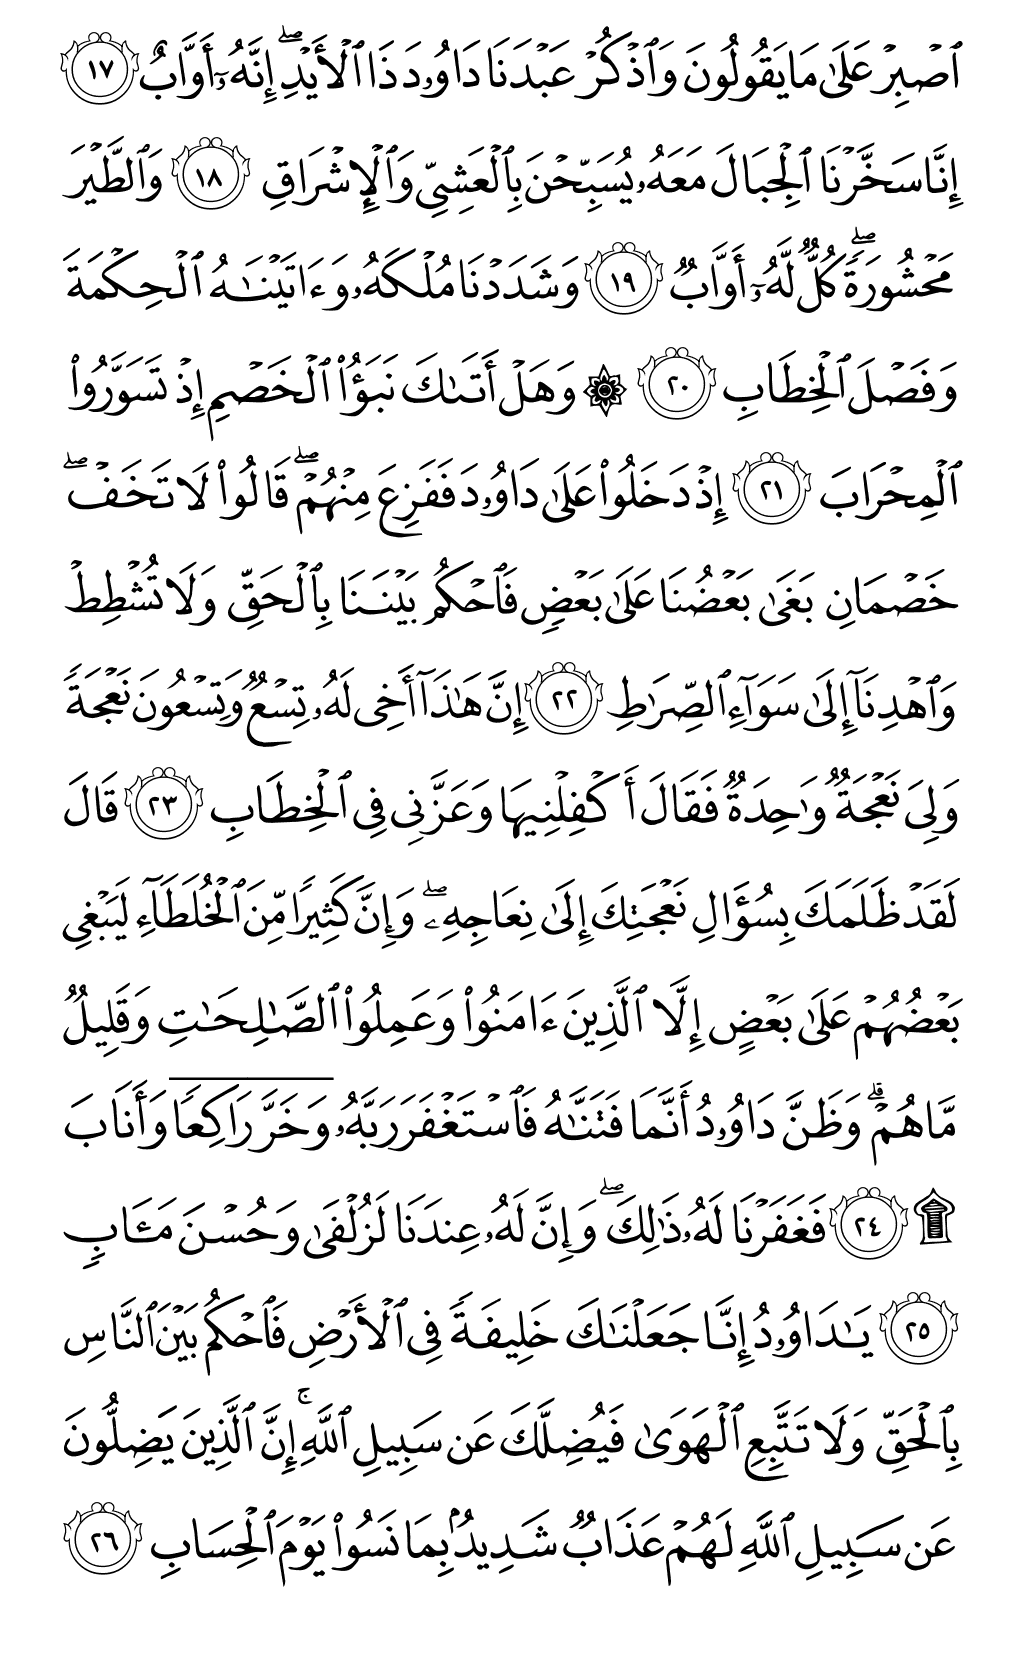 ٱصۡبِرۡ عَلَىٰ مَا يَقُولُونَ وَٱذۡكُرۡ عَبۡدَنَا دَاوُۥدَ ذَا ٱلۡأَيۡدِۖ إِنَّهُۥٓ أَوَّابٌ ١٧
إِنَّا سَخَّرۡنَا ٱلۡجِبَالَ مَعَهُۥ يُسَبِّحۡنَ بِٱلۡعَشِيِّ وَٱلۡإِشۡرَاقِ ١٨ وَٱلطَّيۡرَ
مَحۡشُورَةٗۖ كُلّٞ لَّهُۥٓ أَوَّابٞ ١٩ وَشَدَدۡنَا مُلۡكَهُۥ وَءَاتَيۡنَٰهُ ٱلۡحِكۡمَةَ
وَفَصۡلَ ٱلۡخِطَابِ ٢٠ ۞ وَهَلۡ أَتَىٰكَ نَبَؤُاْ ٱلۡخَصۡمِ إِذۡ تَسَوَّرُواْ
ٱلۡمِحۡرَابَ ٢١ إِذۡ دَخَلُواْ عَلَىٰ دَاوُۥدَ فَفَزِعَ مِنۡهُمۡۖ قَالُواْ لَا تَخَفۡۖ
خَصۡمَانِ بَغَىٰ بَعۡضُنَا عَلَىٰ بَعۡضٖ فَٱحۡكُم بَيۡنَنَا بِٱلۡحَقِّ وَلَا تُشۡطِطۡ
وَٱهۡدِنَآ إِلَىٰ سَوَآءِ ٱلصِّرَٰطِ ٢٢ إِنَّ هَٰذَآ أَخِي لَهُۥ تِسۡعٞ وَتِسۡعُونَ نَعۡجَةٗ
وَلِيَ نَعۡجَةٞ وَٰحِدَةٞ فَقَالَ أَكۡفِلۡنِيهَا وَعَزَّنِي فِي ٱلۡخِطَابِ ٢٣ قَالَ
لَقَدۡ ظَلَمَكَ بِسُؤَالِ نَعۡجَتِكَ إِلَىٰ نِعَاجِهِۦۖ وَإِنَّ كَثِيرٗا مِّنَ ٱلۡخُلَطَآءِ لَيَبۡغِي
بَعۡضُهُمۡ عَلَىٰ بَعۡضٍ إِلَّا ٱلَّذِينَ ءَامَنُواْ وَعَمِلُواْ ٱلصَّٰلِحَٰتِ وَقَلِيلٞ
مَّا هُمۡۗ وَظَنَّ دَاوُۥدُ أَنَّمَا فَتَنَّٰهُ فَٱسۡتَغۡفَرَ رَبَّهُۥ وَخَرَّ رَاكِعٗا وَأَنَابَ
۩ ٢٤ فَغَفَرۡنَا لَهُۥ ذَٰلِكَۖ وَإِنَّ لَهُۥ عِندَنَا لَزُلۡفَىٰ وَحُسۡنَ مَـَٔابٖ
٢٥ يَٰدَاوُۥدُ إِنَّا جَعَلۡنَٰكَ خَلِيفَةٗ فِي ٱلۡأَرۡضِ فَٱحۡكُم بَيۡنَ ٱلنَّاسِ
بِٱلۡحَقِّ وَلَا تَتَّبِعِ ٱلۡهَوَىٰ فَيُضِلَّكَ عَن سَبِيلِ ٱللَّهِۚ إِنَّ ٱلَّذِينَ يَضِلُّونَ
عَن سَبِيلِ ٱللَّهِ لَهُمۡ عَذَابٞ شَدِيدُۢ بِمَا نَسُواْ يَوۡمَ ٱلۡحِسَابِ ٢٦